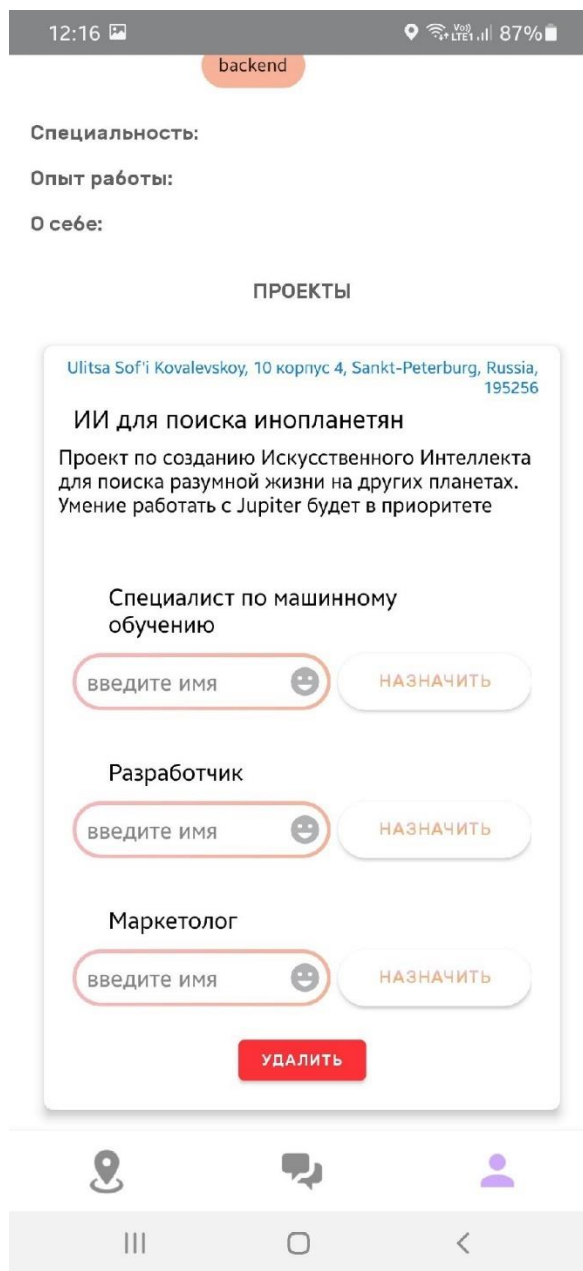 12:16 Vo)) LTE1 87%
backend
Специальность:
Опыт работы:
О себе:
ПРОЕКТЫ
Ulitsa Sof'i Kovalevskoy, 10 корпус 4, Sankt-Peterburg, Russia,
195256
ИИ для поиска инопланетян
Проект по созданию Искусственного Интеллекта
для поиска разумной жизни на других планетах.
Умение работать с Jupiter будет в приоритете
Специалист по машинному
обучению
введите имя НАЗНАЧИТЬ
Разработчик
введите имя НАЗНАЧИТЬ
Маркетолог
введите имя НАЗНАЧИТЬ
УДАЛИТЬ